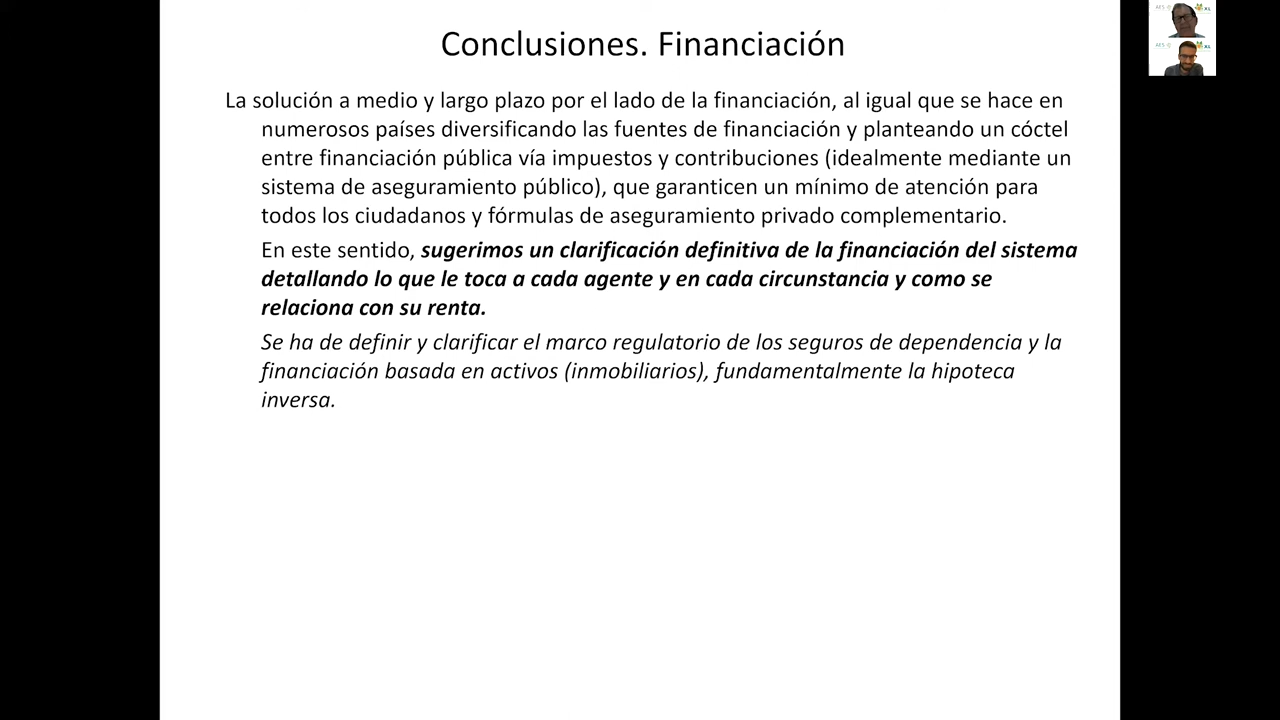 Conclusiones. Financiación
AES
XL
AES
XL
La solución a medio y largo plazo por el lado de la financiación, al igual que se hace en
numerosos países diversificando las fuentes de financiación y planteando un cóctel
entre financiación pública vía impuestos y contribuciones (idealmente mediante un
sistema de aseguramiento público), que garanticen un mínimo de atención para
todos los ciudadanos y fórmulas de aseguramiento privado complementario.
En este sentido, sugerimos un clarificación definitiva de la financiación del sistema
detallando lo que le toca a cada agente y en cada circunstancia y como se
relaciona con su renta.
Se ha de definir y clarificar el marco regulatorio de los seguros de dependencia y la
financiación basada en activos (inmobiliarios), fundamentalmente la hipoteca
inversa.